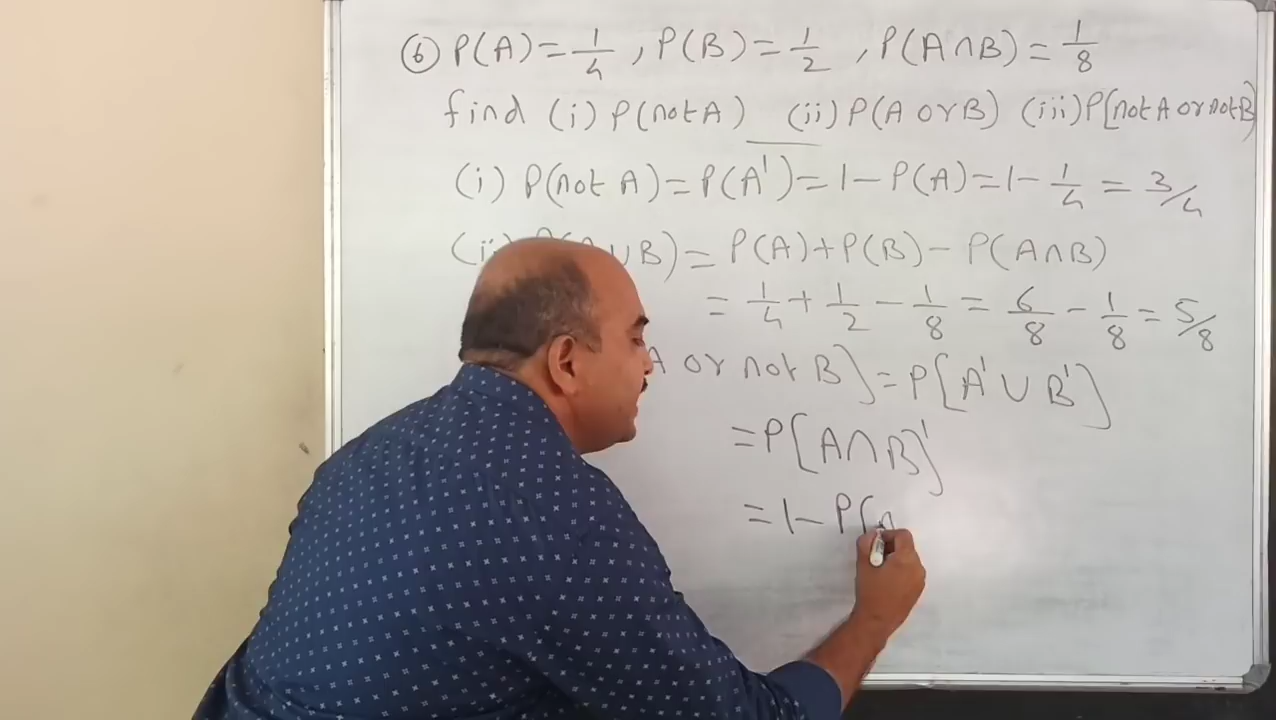 ⑥ P(A) = 1/4 , P(B) = 1/2 , P(A∩B) = 1/8
find (i) P(not A) (ii) P(A or B) (iii) P[not A or not B]
(i) P(not A) = P(A') = 1 - P(A) = 1 - 1/4 = 3/4
∪B) = P(A) + P(B) - P(A∩B)
= 1/4 + 1/2 - 1/8 = 6/8 - 1/8 = 5/8
A or not B] = P[A' ∪ B']
= P[A∩B]'
= 1 - P(